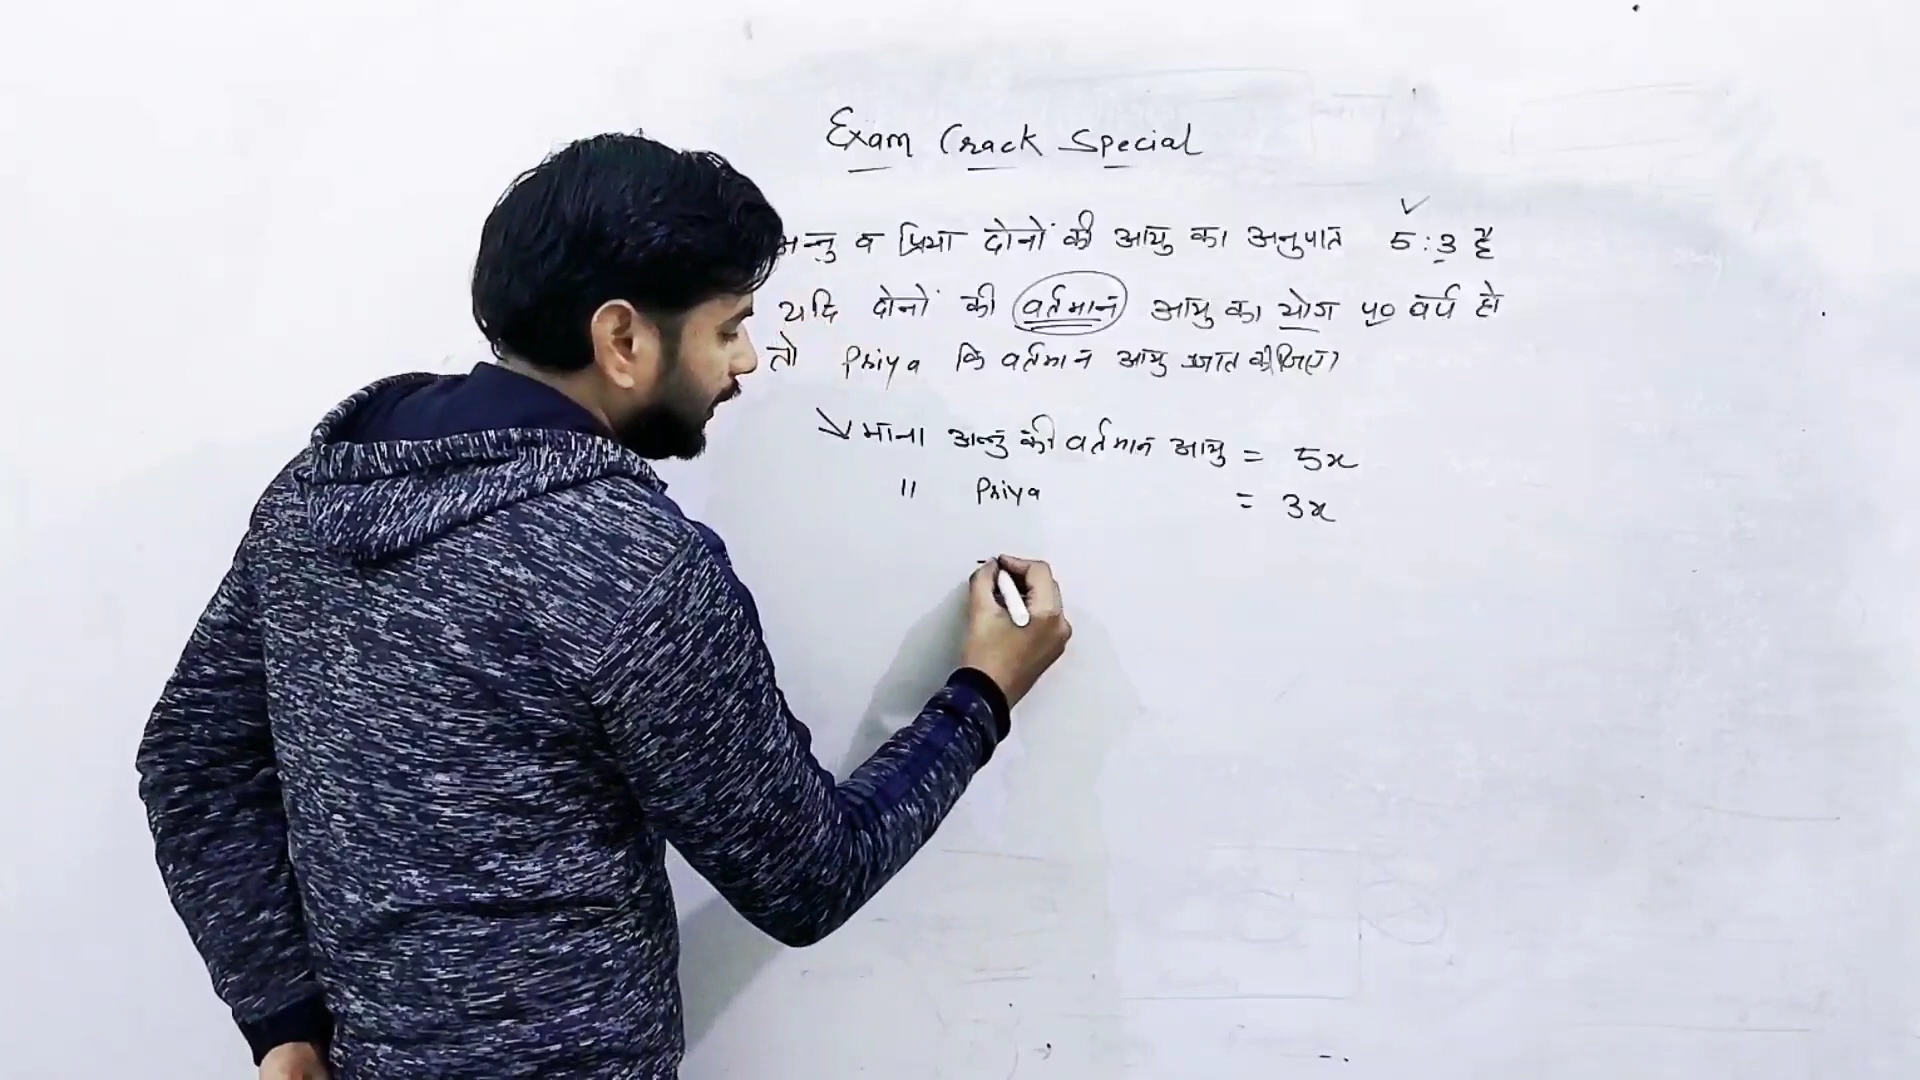 Exam Crack Special
अन्नु व प्रिया दोनों की आयु का अनुपात 5:3 है
यदि दोनों की वर्तमान आयु का योग 40 वर्ष हो
तो Priya कि वर्तमान आयु ज्ञात कीजिए।
माना अन्नु की वर्तमान आयु = 5x
" Priya = 3x